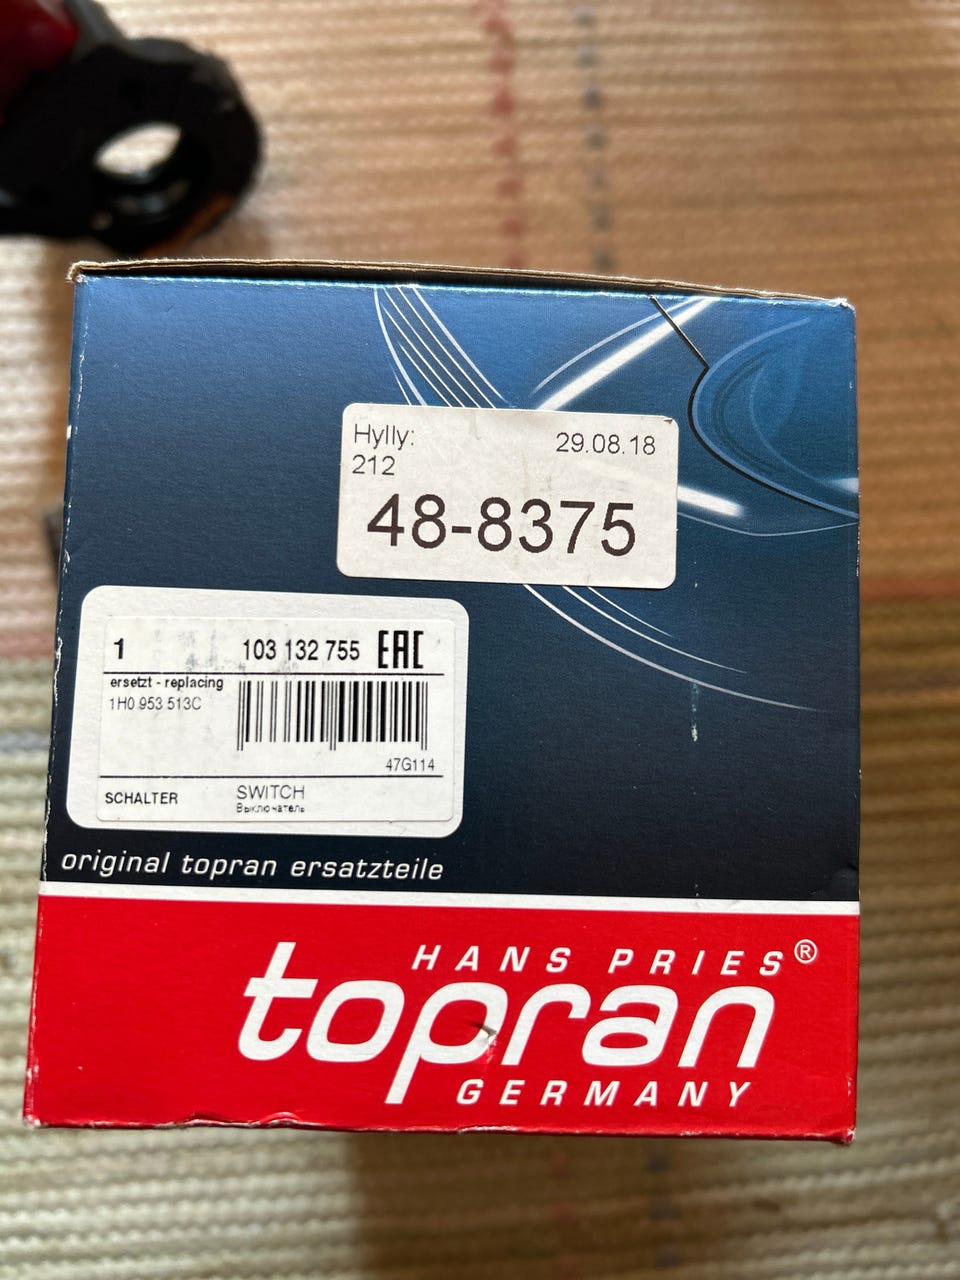 Hylly: 29.08.18
212
48-8375
1 103 132 755 EAC
ersetzt - replacing
1H0 953 513C
47G114
SCHALTER SWITCH
Выключатель
original topran ersatzteile
HANS PRIES®
topran
GERMANY